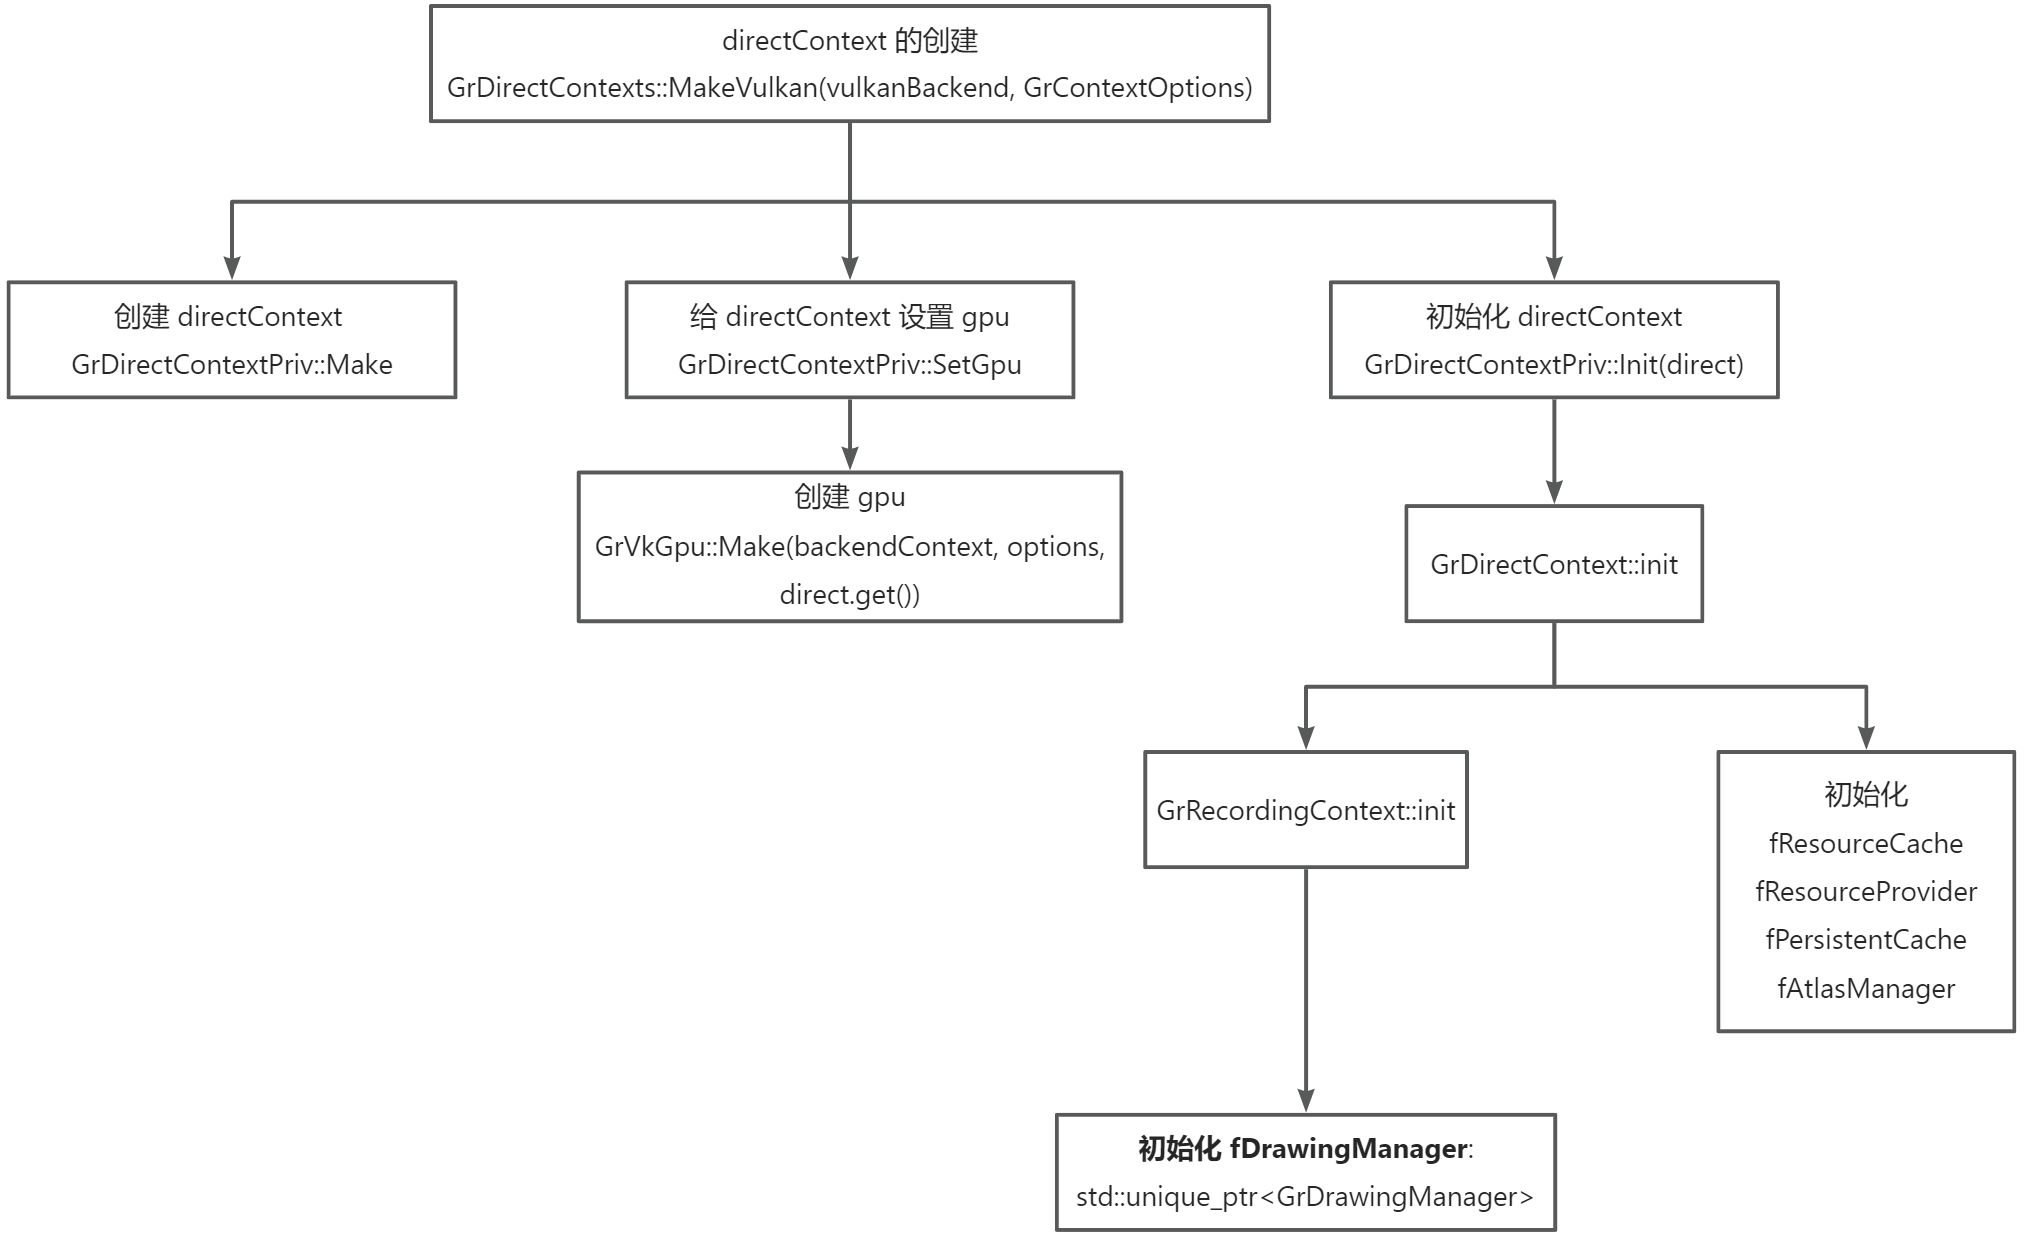 directContext 的创建
GrDirectContexts::MakeVulkan(vulkanBackend, GrContextOptions)
创建 directContext
GrDirectContextPriv::Make
给 directContext 设置 gpu
GrDirectContextPriv::SetGpu
初始化 directContext
GrDirectContextPriv::Init(direct)
创建 gpu
GrVkGpu::Make(backendContext, options,
direct.get())
GrDirectContext::init
GrRecordingContext::init
初始化
fResourceCache
fResourceProvider
fPersistentCache
fAtlasManager
初始化 fDrawingManager:
std::unique_ptr<GrDrawingManager>